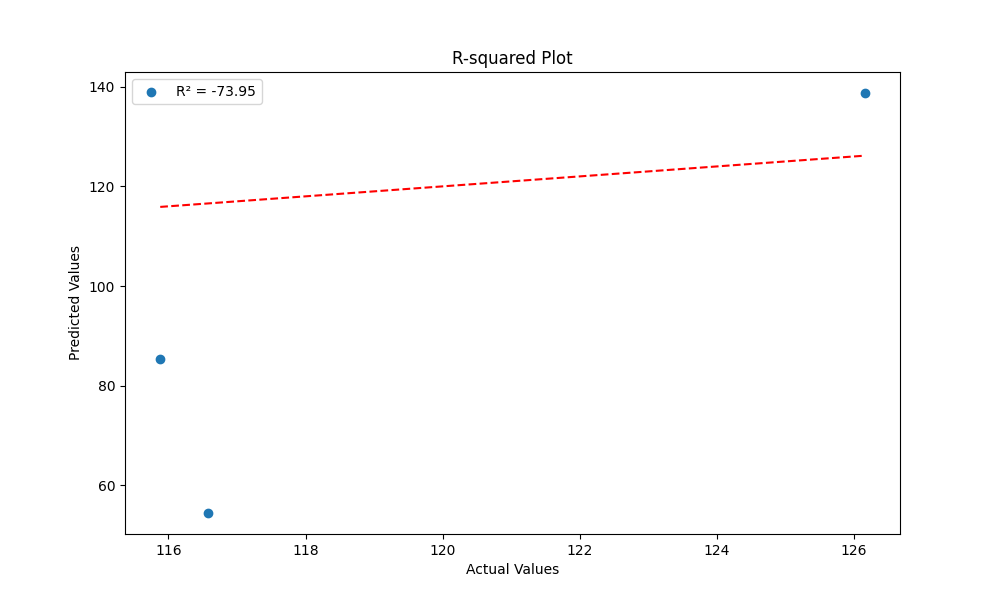 R-squared Plot
R² = -73.95
140
120
100
80
60
Predicted Values
116 118 120 122 124 126
Actual Values